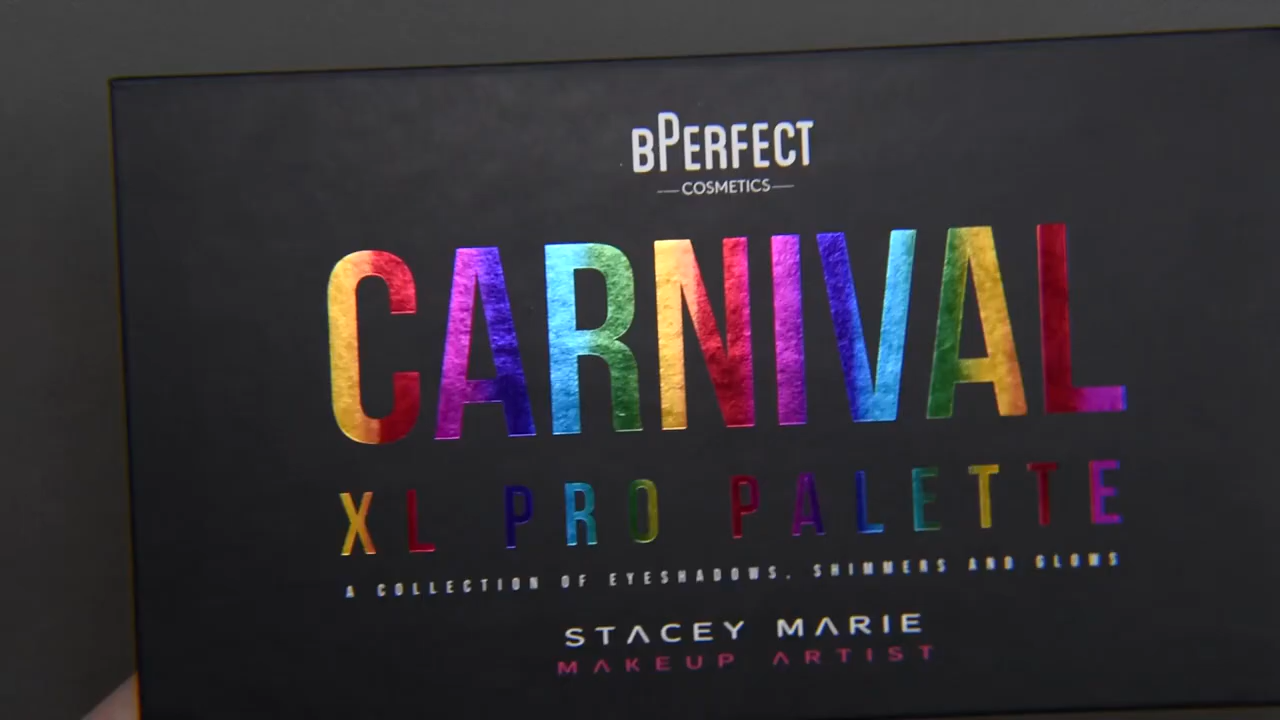 BPERFECT
COSMETICS
CARNIVAL
XL PRO PALETTE
A COLLECTION OF EYESHADOWS, SHIMMERS AND GLOWS
STACEY MARIE
MAKEUP ARTIST